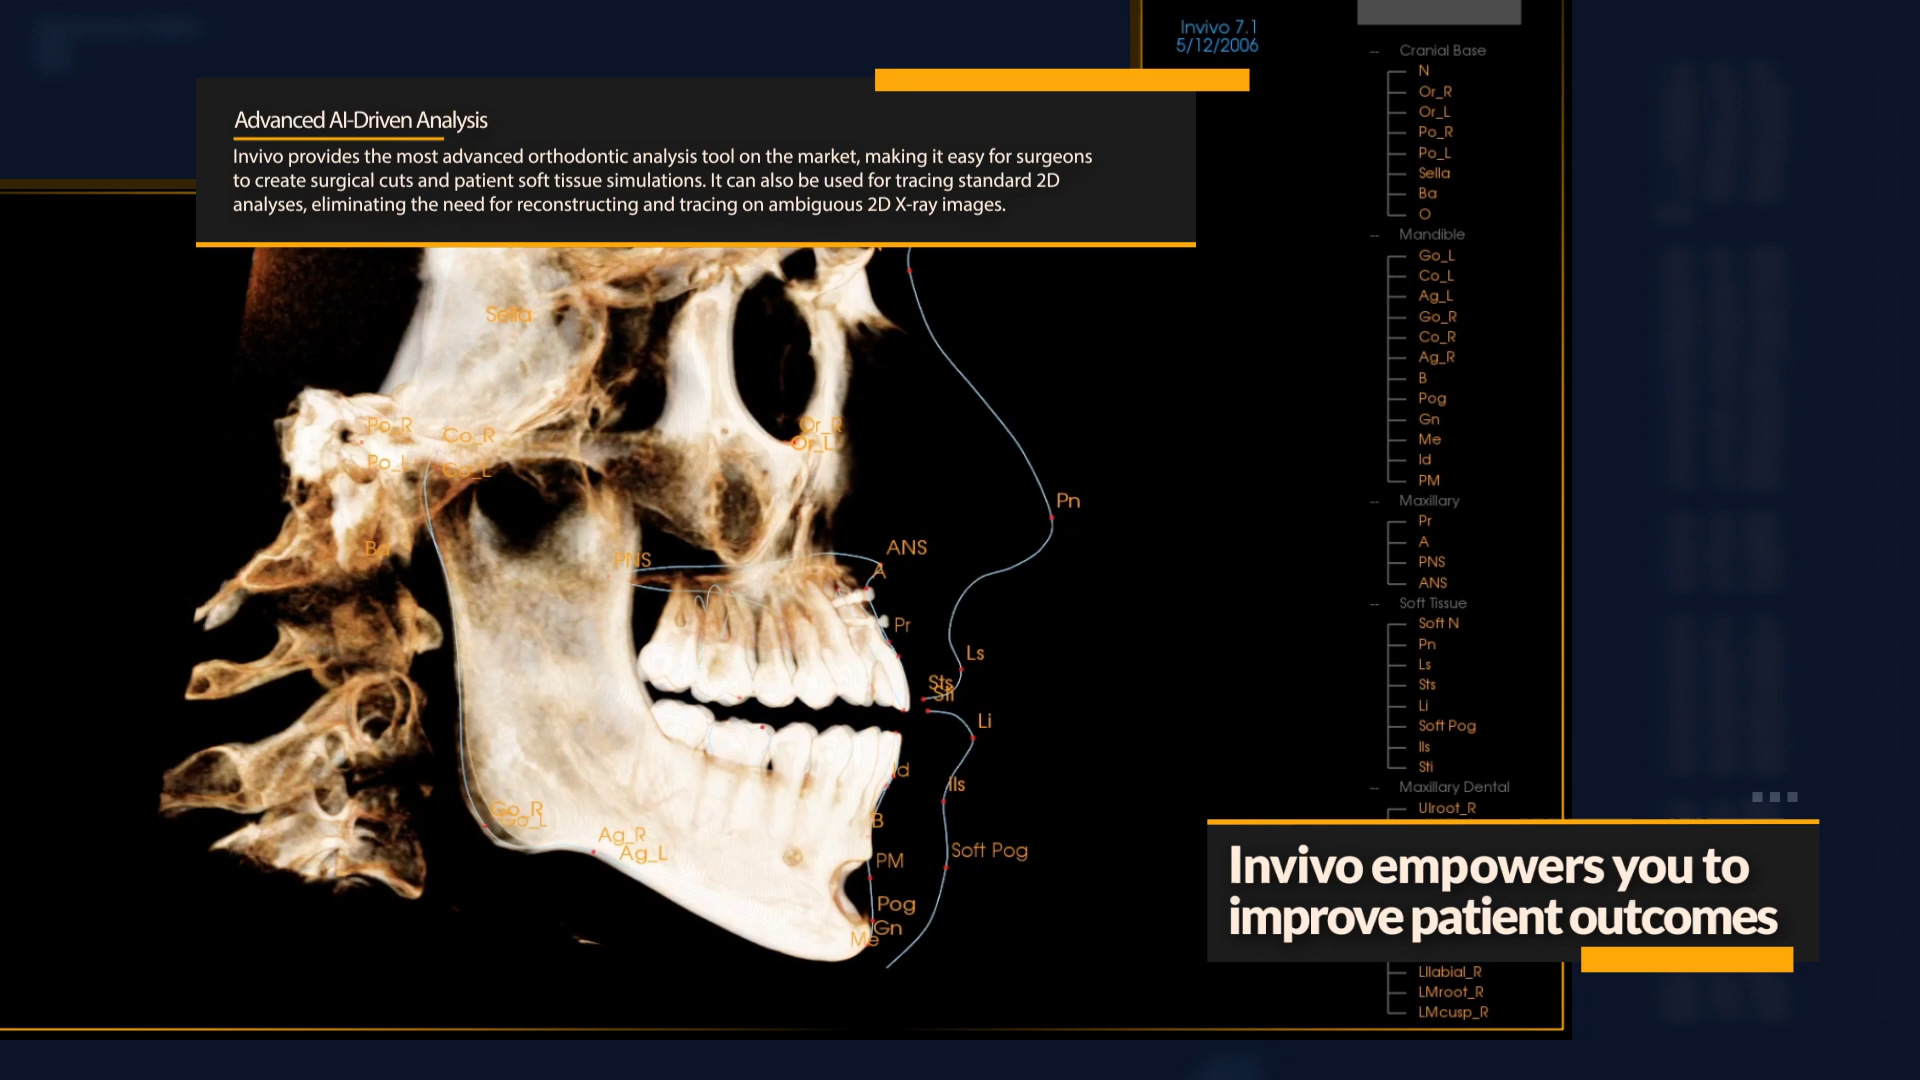 Invivo 7.1
5/12/2006
Advanced AI-Driven Analysis
Invivo provides the most advanced orthodontic analysis tool on the market, making it easy for surgeons
to create surgical cuts and patient soft tissue simulations. It can also be used for tracing standard 2D
analyses, eliminating the need for reconstructing and tracing on ambiguous 2D X-ray images.
Sella
Po_R
Co_R
Or_R
Or_L
Po_L
Co_L
Pn
Ba
PNS
ANS
A
Pr
Ls
Sts
Sti
Li
Id
Ils
Go_R
Go_L
B
Ag_R
Ag_L
Soft Pog
PM
Pog
Gn
Me
-- Cranial Base
N
Or_R
Or_L
Po_R
Po_L
Sella
Ba
O
-- Mandible
Go_L
Co_L
Ag_L
Go_R
Co_R
Ag_R
B
Pog
Gn
Me
Id
PM
-- Maxillary
Pr
A
PNS
ANS
-- Soft Tissue
Soft N
Pn
Ls
Sts
Li
Soft Pog
Ils
Sti
-- Maxillary Dental
UIroot_R
Invivo empowers you to
improve patient outcomes
LIlabial_R
LMroot_R
LMcusp_R